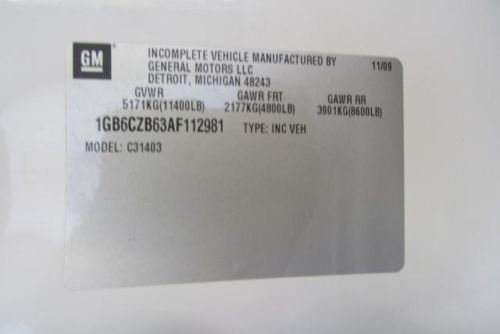 GM INCOMPLETE VEHICLE MANUFACTURED BY 11/09
GENERAL MOTORS LLC
DETROIT, MICHIGAN 48243
GVWR GAWR FRT GAWR RR
5171KG(11400LB) 2177KG(4800LB) 3901KG(8600LB)
1GB6CZB63AF112981 TYPE: INC VEH
MODEL: C31403